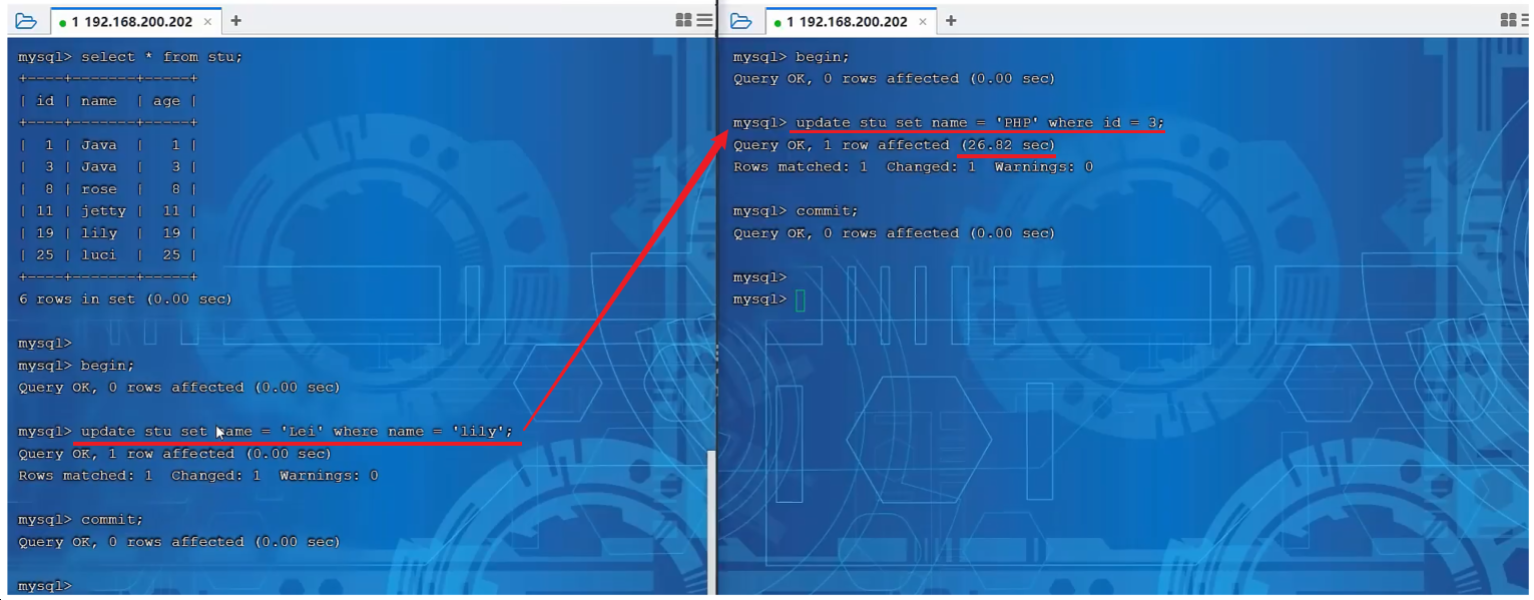 1 192.168.200.202 × +
mysql> select * from stu;
+----+-------+-----+
| id | name | age |
+----+-------+-----+
| 1 | Java | 1 |
| 3 | Java | 3 |
| 8 | rose | 8 |
| 11 | jetty | 11 |
| 19 | lily | 19 |
| 25 | luci | 25 |
+----+-------+-----+
6 rows in set (0.00 sec)
mysql>
mysql> begin;
Query OK, 0 rows affected (0.00 sec)
mysql> update stu set name = 'Lei' where name = 'lily';
Query OK, 1 row affected (0.00 sec)
Rows matched: 1 Changed: 1 Warnings: 0
mysql> commit;
Query OK, 0 rows affected (0.00 sec)
mysql>
1 192.168.200.202 × +
mysql> begin;
Query OK, 0 rows affected (0.00 sec)
mysql> update stu set name = 'PHP' where id = 3;
Query OK, 1 row affected (26.82 sec)
Rows matched: 1 Changed: 1 Warnings: 0
mysql> commit;
Query OK, 0 rows affected (0.00 sec)
mysql>
mysql>